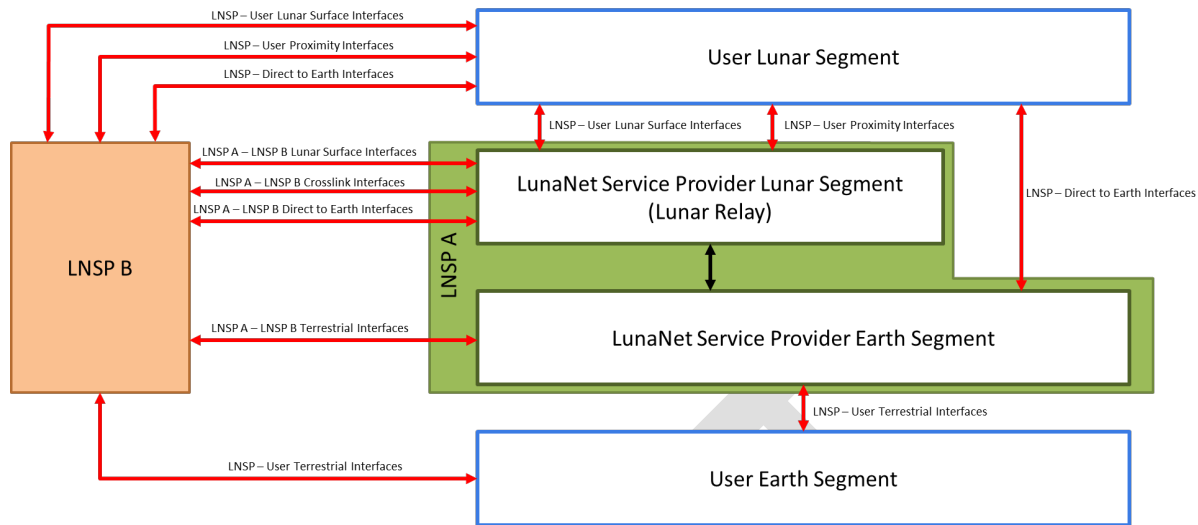 LNSP – User Lunar Surface Interfaces
LNSP – User Proximity Interfaces
LNSP – Direct to Earth Interfaces
User Lunar Segment
LNSP – User Lunar Surface Interfaces
LNSP – User Proximity Interfaces
LNSP – Direct to Earth Interfaces
LNSP A – LNSP B Lunar Surface Interfaces
LNSP A – LNSP B Crosslink Interfaces
LNSP A – LNSP B Direct to Earth Interfaces
LunaNet Service Provider Lunar Segment
(Lunar Relay)
LNSP B
LNSP A
LNSP A – LNSP B Terrestrial Interfaces
LunaNet Service Provider Earth Segment
LNSP – User Terrestrial Interfaces
LNSP – User Terrestrial Interfaces
User Earth Segment